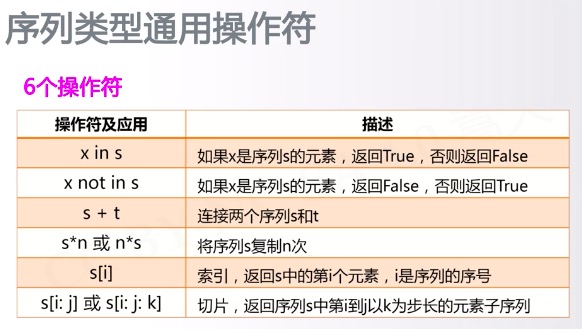 序列类型通用操作符
6个操作符
操作符及应用 描述
x in s 如果x是序列s的元素，返回True，否则返回False
x not in s 如果x是序列s的元素，返回False，否则返回True
s + t 连接两个序列s和t
s*n 或 n*s 将序列s复制n次
s[i] 索引，返回s中的第i个元素，i是序列的序号
s[i: j] 或 s[i: j: k] 切片，返回序列s中第i到j以k为步长的元素子序列